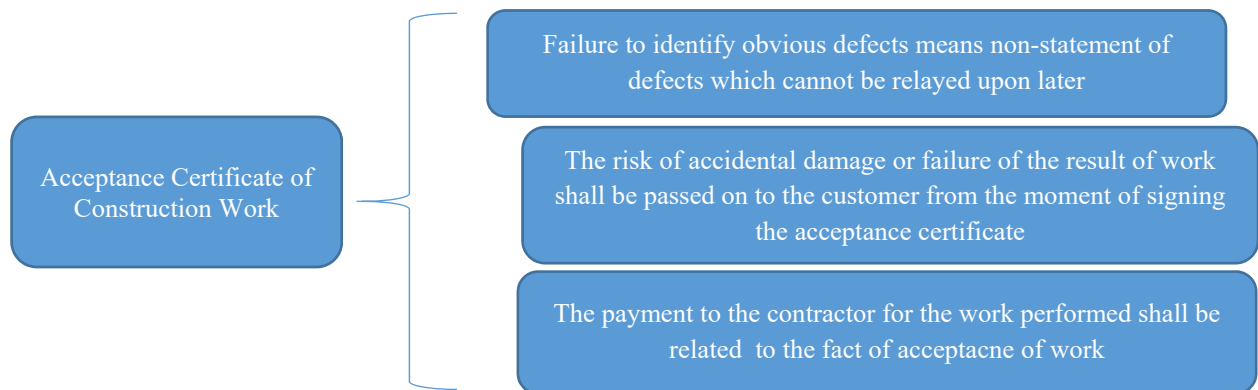 Acceptance Certificate of
Construction Work
Failure to identify obvious defects means non-statement of
defects which cannot be relayed upon later
The risk of accidental damage or failure of the result of work
shall be passed on to the customer from the moment of signing
the acceptance certificate
The payment to the contractor for the work performed shall be
related to the fact of acceptacne of work